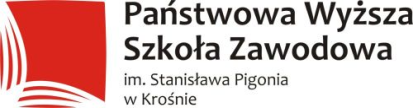 Państwowa Wyższa
Szkoła Zawodowa
im. Stanisława Pigonia
w Krośnie